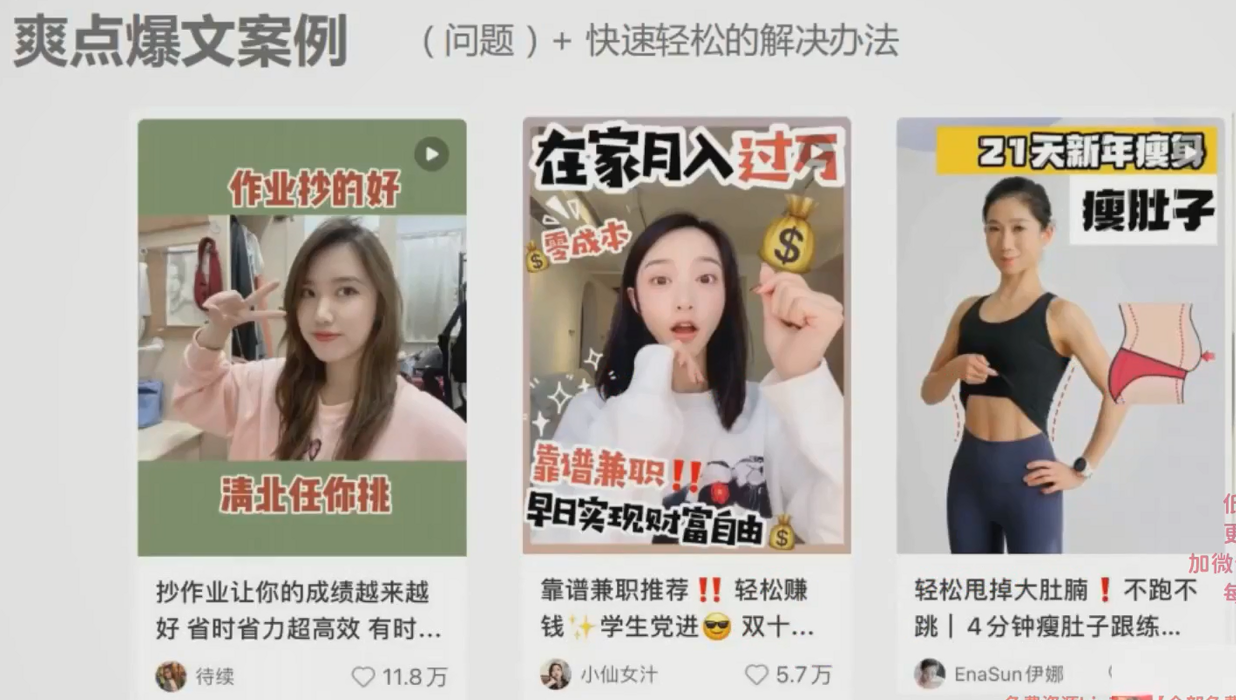 爽点爆文案例
（问题）+ 快速轻松的解决办法
作业抄的好
清北任你挑
抄作业让你的成绩越来越
好 省时省力超高效 有时...
待续
11.8万
在家月入过万
零成本
$
$
靠谱兼职‼️
早日实现财富自由
$
靠谱兼职推荐‼️ 轻松赚
钱✨学生党进😎 双十...
小仙女汁
5.7万
21天新年瘦身
瘦肚子
轻松甩掉大肚腩❗不跑不
跳｜4分钟瘦肚子跟练...
EnaSun伊娜
加微